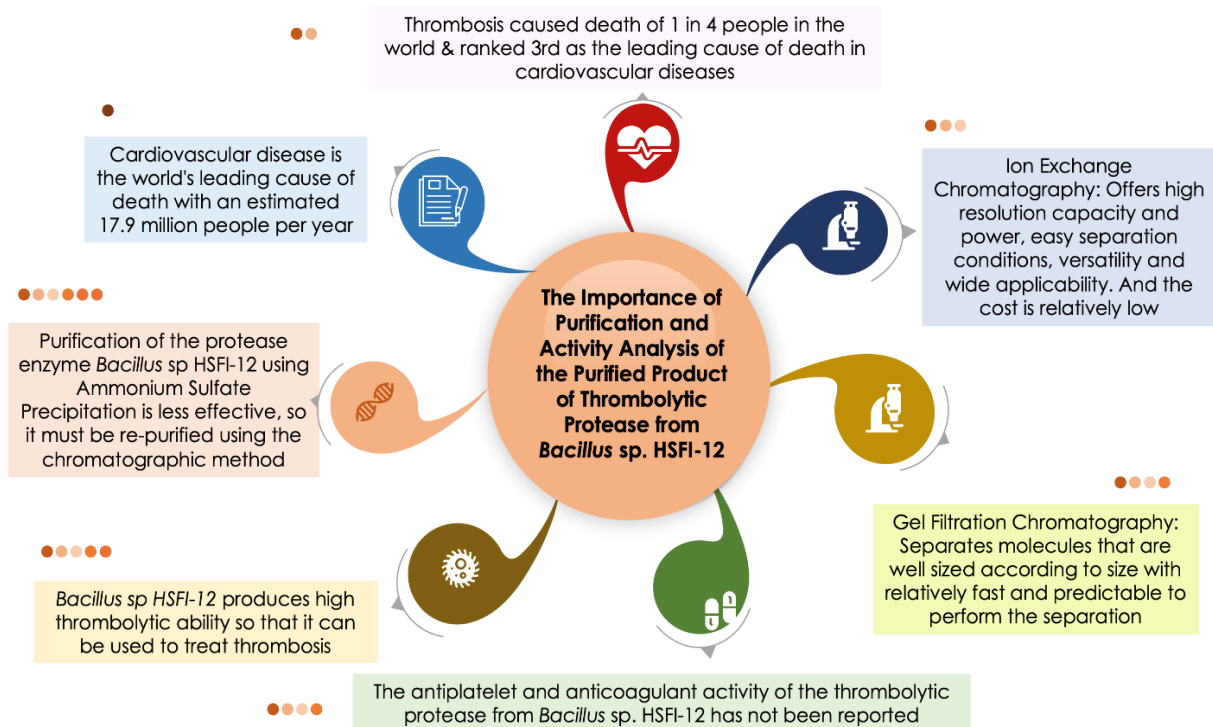 Thrombosis caused death of 1 in 4 people in the
world & ranked 3rd as the leading cause of death in
cardiovascular diseases
Cardiovascular disease is
the world's leading cause of
death with an estimated
17.9 million people per year
Ion Exchange
Chromatography: Offers high
resolution capacity and
power, easy separation
conditions, versatility and
wide applicability. And the
cost is relatively low
The Importance of
Purification and
Activity Analysis of
the Purified Product
of Thrombolytic
Protease from
Bacillus sp. HSFI-12
Purification of the protease
enzyme Bacillus sp HSFI-12 using
Ammonium Sulfate
Precipitation is less effective, so
it must be re-purified using the
chromatographic method
Gel Filtration Chromatography:
Separates molecules that are
well sized according to size with
relatively fast and predictable to
perform the separation
Bacillus sp HSFI-12 produces high
thrombolytic ability so that it can
be used to treat thrombosis
The antiplatelet and anticoagulant activity of the thrombolytic
protease from Bacillus sp. HSFI-12 has not been reported